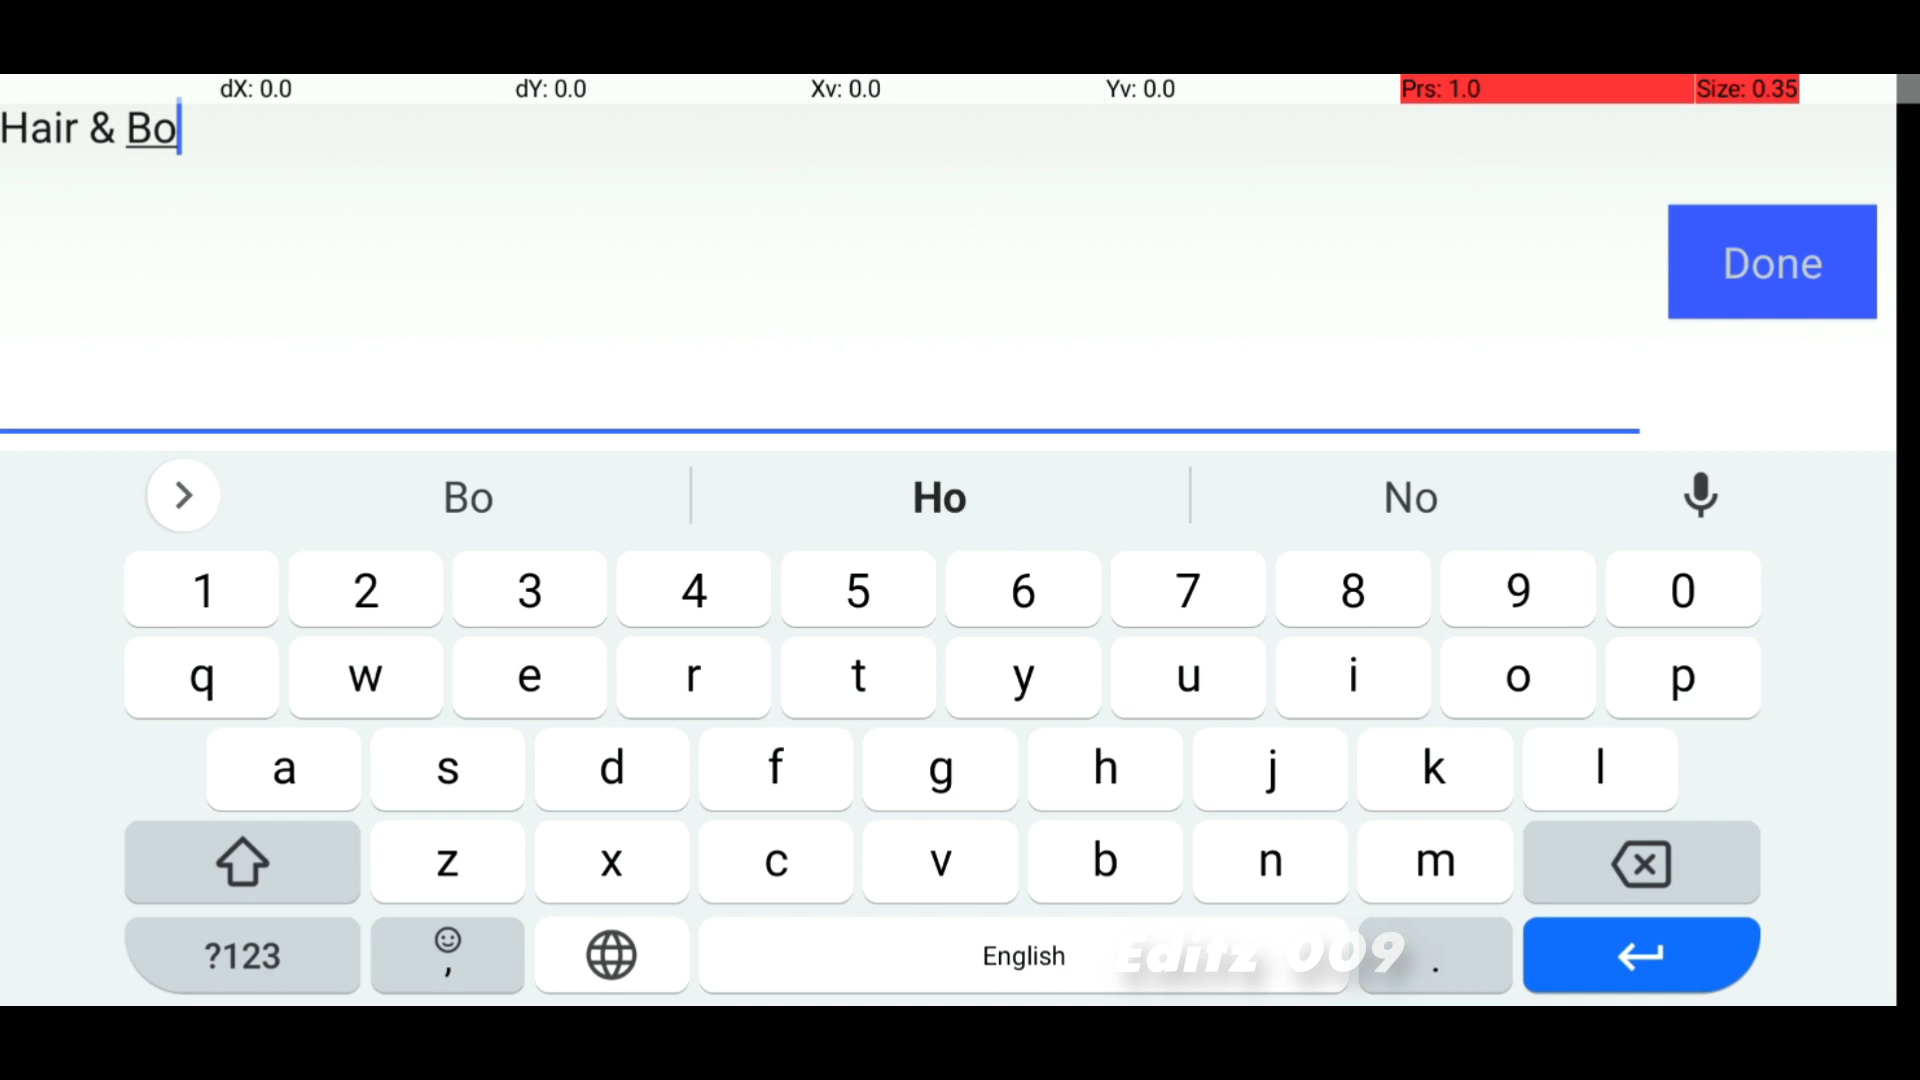 dX: 0.0 dY: 0.0 Xv: 0.0 Yv: 0.0 Prs: 1.0 Size: 0.35
Hair & Bo
Done
Bo Ho No
1 2 3 4 5 6 7 8 9 0
q w e r t y u i o p
a s d f g h j k l
z x c v b n m
?123 , English .
Editz 009